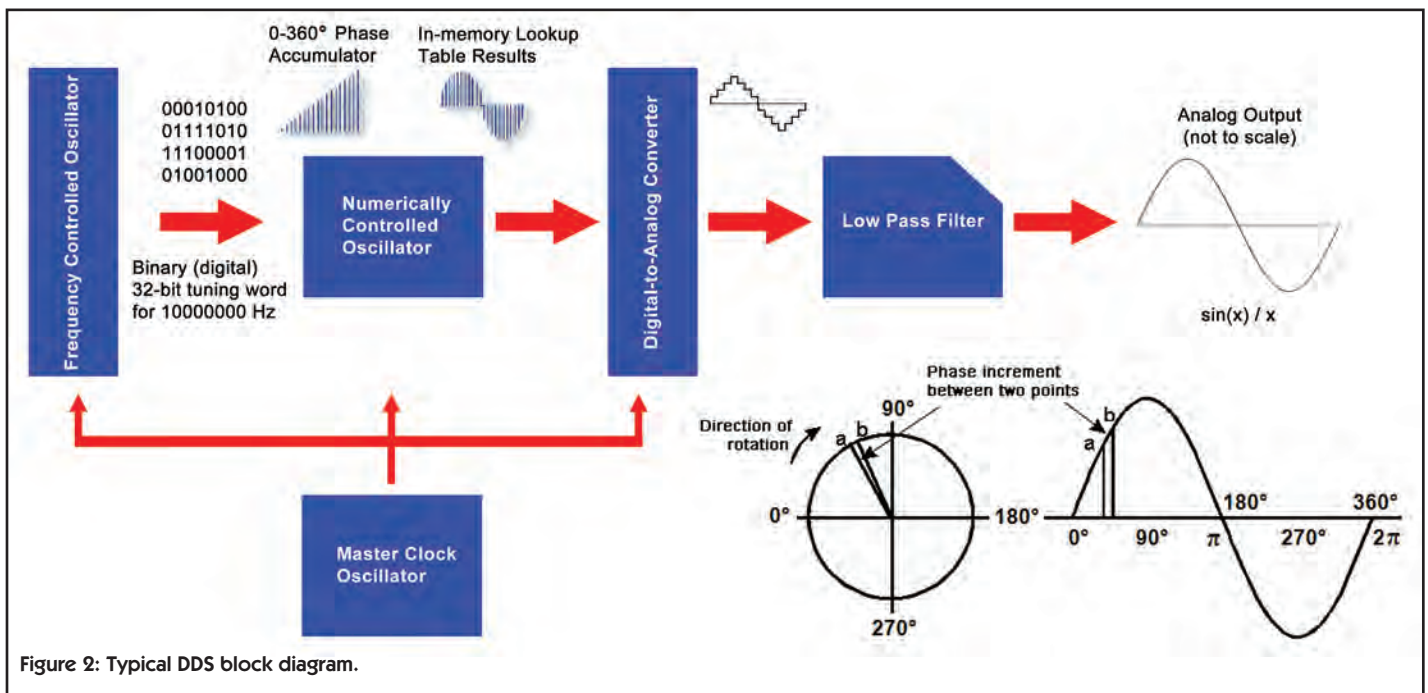 0-360° Phase
Accumulator
In-memory Lookup
Table Results
Frequency Controlled Oscillator
00010100
01111010
11100001
01001000
Binary (digital)
32-bit tuning word
for 10000000 Hz
Numerically
Controlled
Oscillator
Digital-to-Analog Converter
Low Pass Filter
Analog Output
(not to scale)
sin(x) / x
Master Clock
Oscillator
Phase increment
between two points
Direction of
rotation
90°
a b
0°
180°
270°
b
a
180°
360°
0°
90°
π
270°
2π
Figure 2: Typical DDS block diagram.